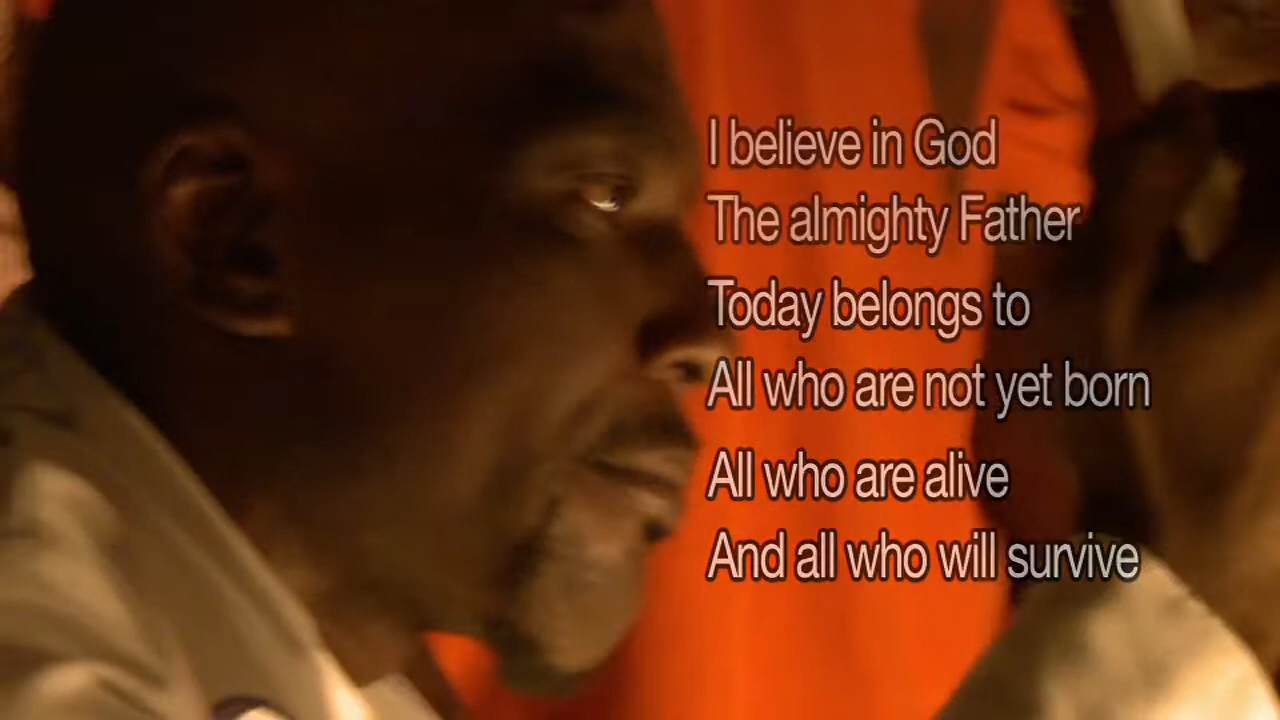 I believe in God
The almighty Father
Today belongs to
All who are not yet born
All who are alive
And all who will survive